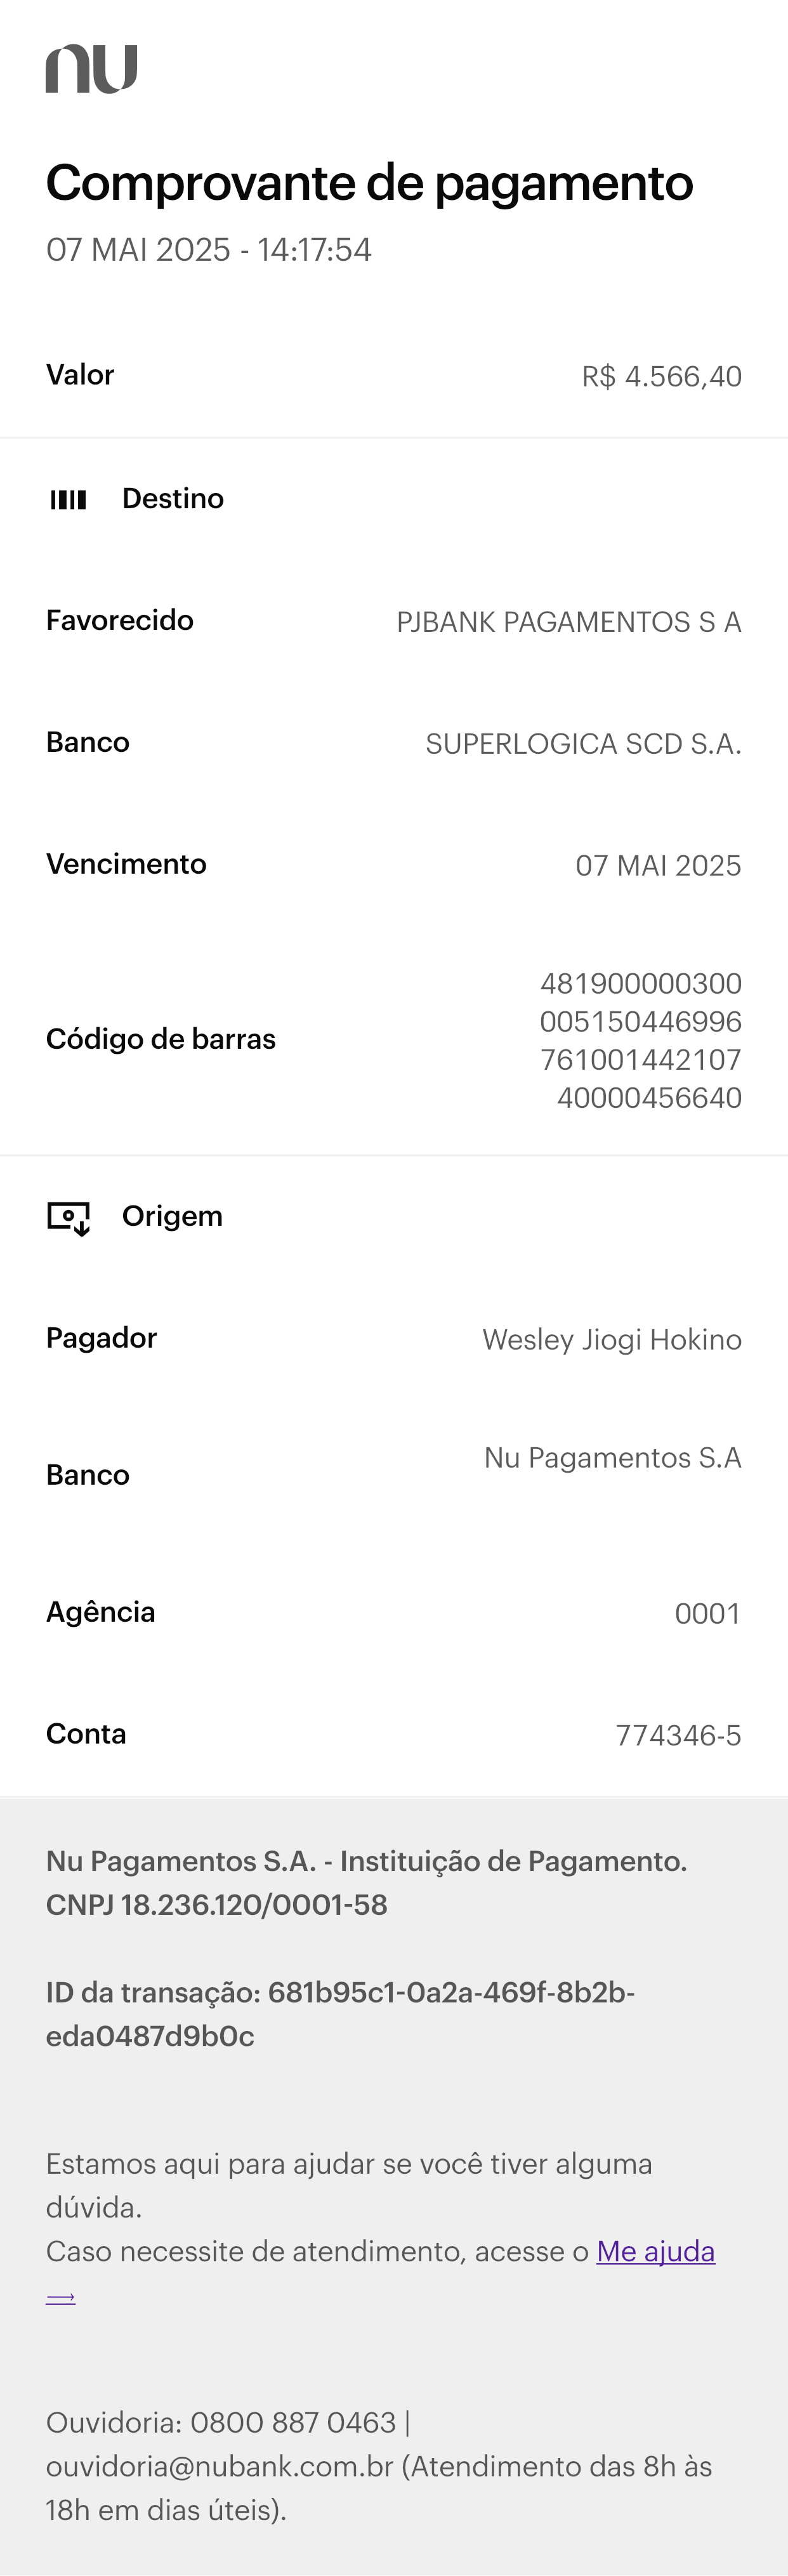 nu
Comprovante de pagamento
07 MAI 2025 - 14:17:54
Valor R$ 4.566,40
Destino
Favorecido PJBANK PAGAMENTOS S A
Banco SUPERLOGICA SCD S.A.
Vencimento 07 MAI 2025
Código de barras
481900000300
005150446996
761001442107
40000456640
Origem
Pagador Wesley Jiogi Hokino
Banco Nu Pagamentos S.A
Agência 0001
Conta 774346-5
Nu Pagamentos S.A. - Instituição de Pagamento.
CNPJ 18.236.120/0001-58
ID da transação: 681b95c1-0a2a-469f-8b2b-
eda0487d9b0c
Estamos aqui para ajudar se você tiver alguma
dúvida.
Caso necessite de atendimento, acesse o Me ajuda
⟶
Ouvidoria: 0800 887 0463 |
ouvidoria@nubank.com.br (Atendimento das 8h às
18h em dias úteis).